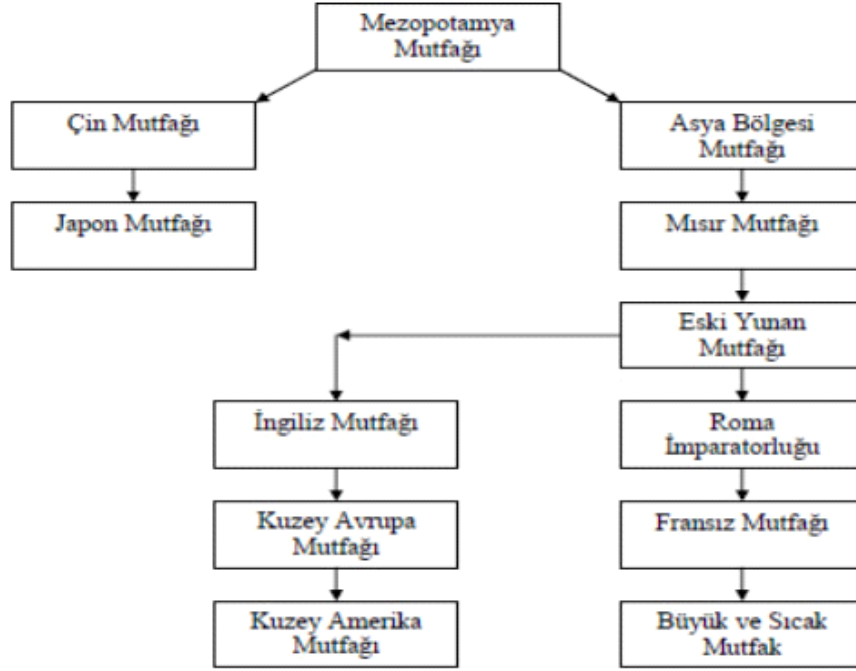 Mezopotamya
Mutfağı
Çin Mutfağı
Asya Bölgesi
Mutfağı
Japon Mutfağı
Mısır Mutfağı
Eski Yunan
Mutfağı
İngiliz Mutfağı
Roma
İmparatorluğu
Kuzey Avrupa
Mutfağı
Fransız Mutfağı
Kuzey Amerika
Mutfağı
Büyük ve Sıcak
Mutfak